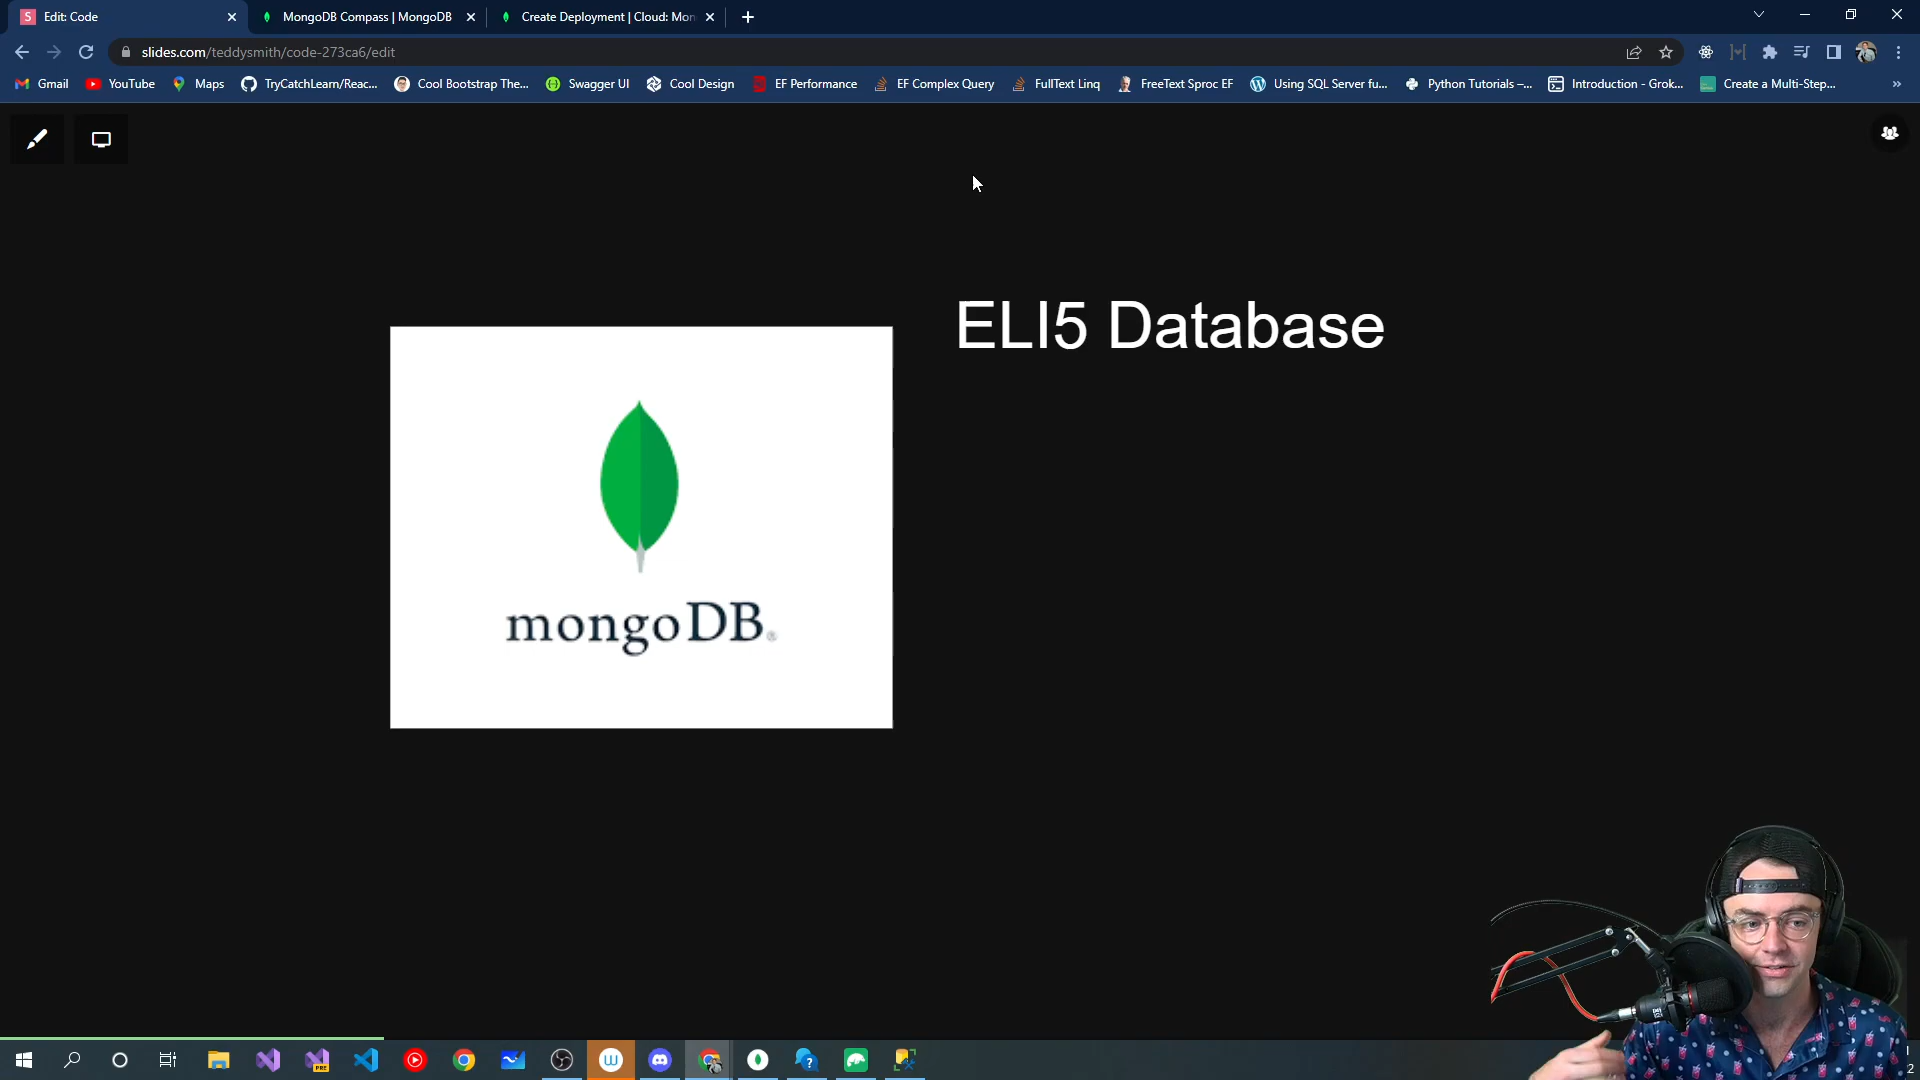 S Edit: Code
MongoDB Compass | MongoDB
Create Deployment | Cloud: Mon
slides.com/teddysmith/code-273ca6/edit
Gmail
YouTube
Maps
TryCatchLearn/Reac...
Cool Bootstrap The...
Swagger UI
Cool Design
EF Performance
EF Complex Query
FullText Linq
FreeText Sproc EF
Using SQL Server fu...
Python Tutorials –...
Introduction - Grok...
Create a Multi-Step...
ELI5 Database
mongoDB®
PRE
W
2